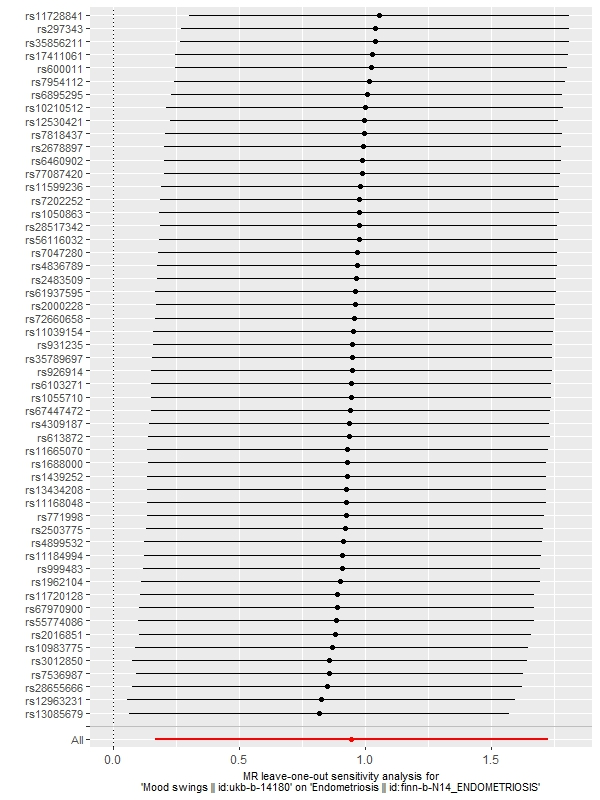 rs11728841
rs297343
rs35856211
rs17411061
rs600011
rs7954112
rs6895295
rs10210512
rs12530421
rs7818437
rs2678897
rs6460902
rs77087420
rs11599236
rs7202252
rs1050863
rs28517342
rs56116032
rs7047280
rs4836789
rs2483509
rs61937595
rs2000228
rs72660658
rs11039154
rs931235
rs35789697
rs926914
rs6103271
rs1055710
rs67447472
rs4309187
rs613872
rs11665070
rs1688000
rs1439252
rs13434208
rs11168048
rs771998
rs2503775
rs4899532
rs11184994
rs999483
rs1962104
rs11720128
rs67970900
rs55774086
rs2016851
rs10983775
rs3012850
rs7536987
rs28655666
rs12963231
rs13085679
All
0.0 0.5 1.0 1.5
MR leave-one-out sensitivity analysis for
'Mood swings || id:ukb-b-14180' on 'Endometriosis || id:finn-b-N14_ENDOMETRIOSIS'